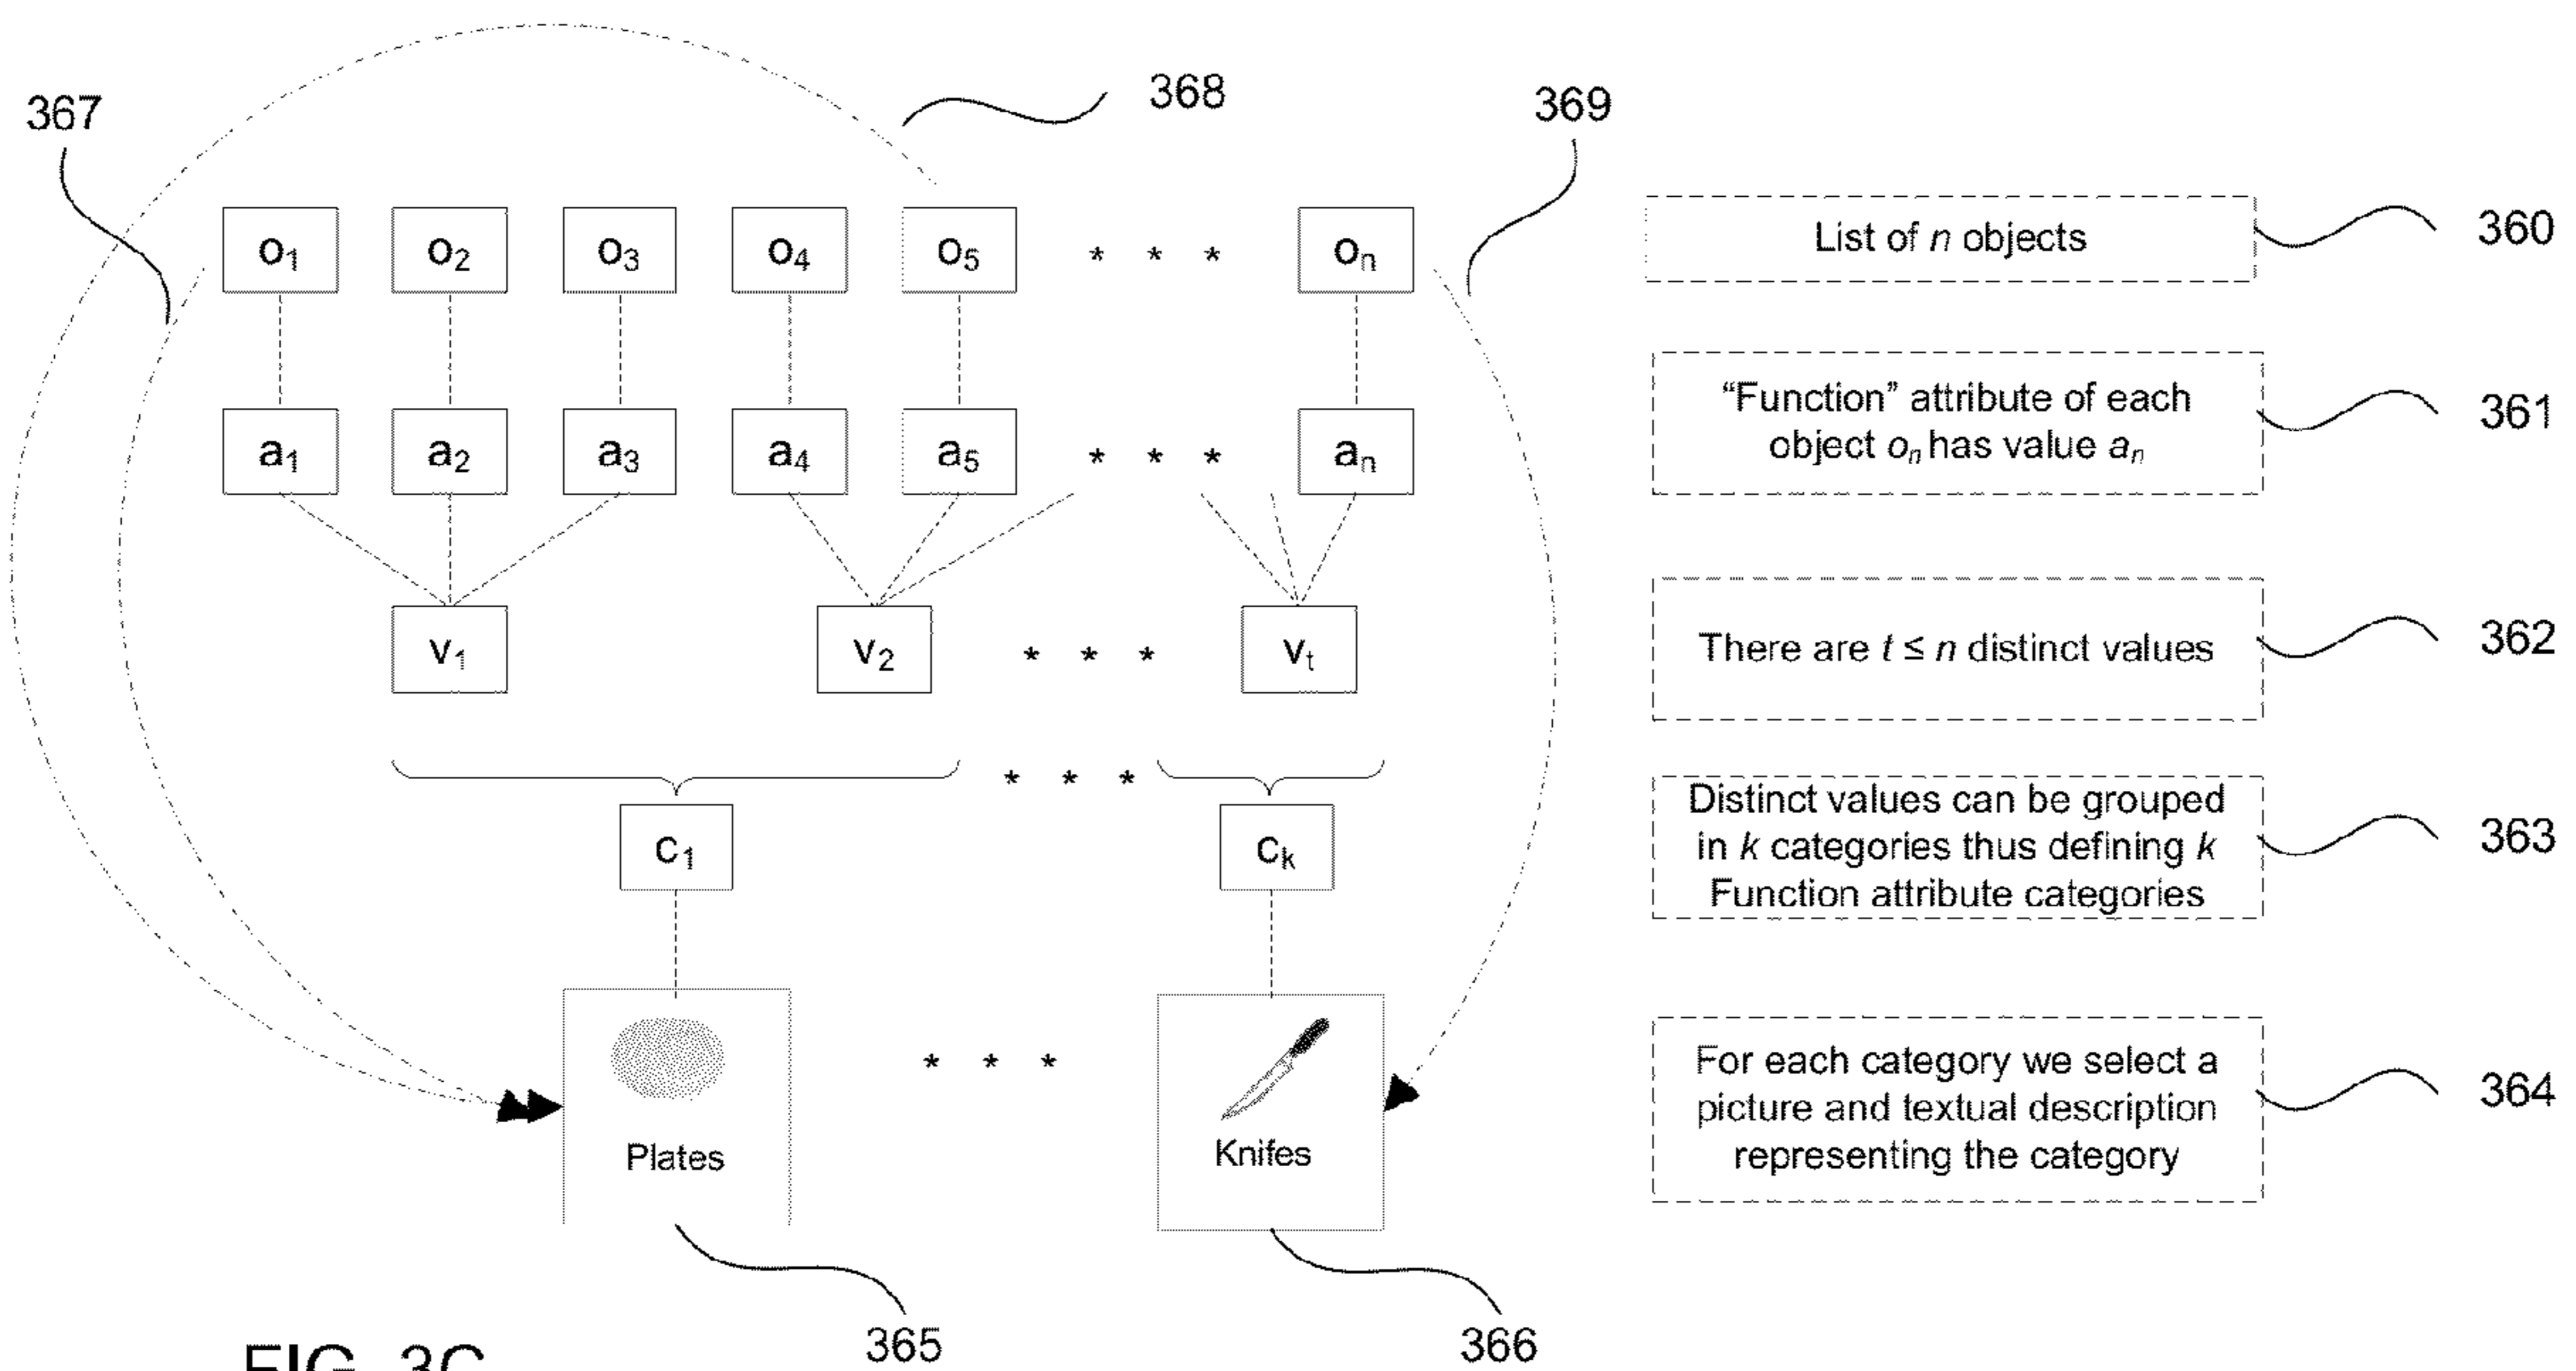 367
368
369
o₁ o₂ o₃ o₄ o₅ * * * oₙ
List of n objects
360
a₁ a₂ a₃ a₄ a₅ * * * aₙ
“Function” attribute of each
object oₙ has value aₙ
361
v₁ v₂ * * * vₜ
There are t ≤ n distinct values
362
* * *
c₁ cₖ
Distinct values can be grouped
in k categories thus defining k
Function attribute categories
363
Plates
* * *
Knifes
For each category we select a
picture and textual description
representing the category
364
365
366
FIG. 3C